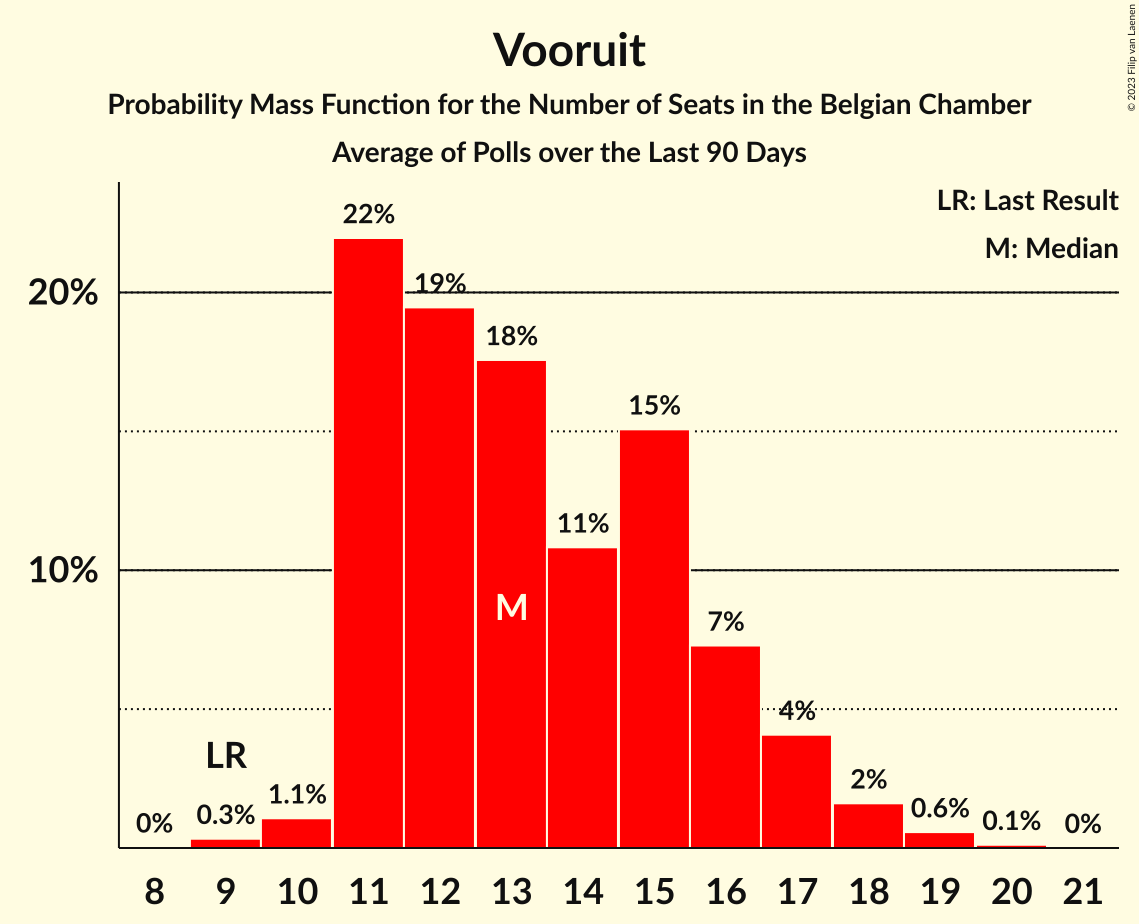 Vooruit
Probability Mass Function for the Number of Seats in the Belgian Chamber
Average of Polls over the Last 90 Days
© 2023 Filip van Laenen
LR: Last Result
M: Median
22%
19%
18%
15%
11%
7%
4%
2%
1.1%
0.6%
0.3%
0.1%
0%
0%
20%
10%
LR
M
8 9 10 11 12 13 14 15 16 17 18 19 20 21